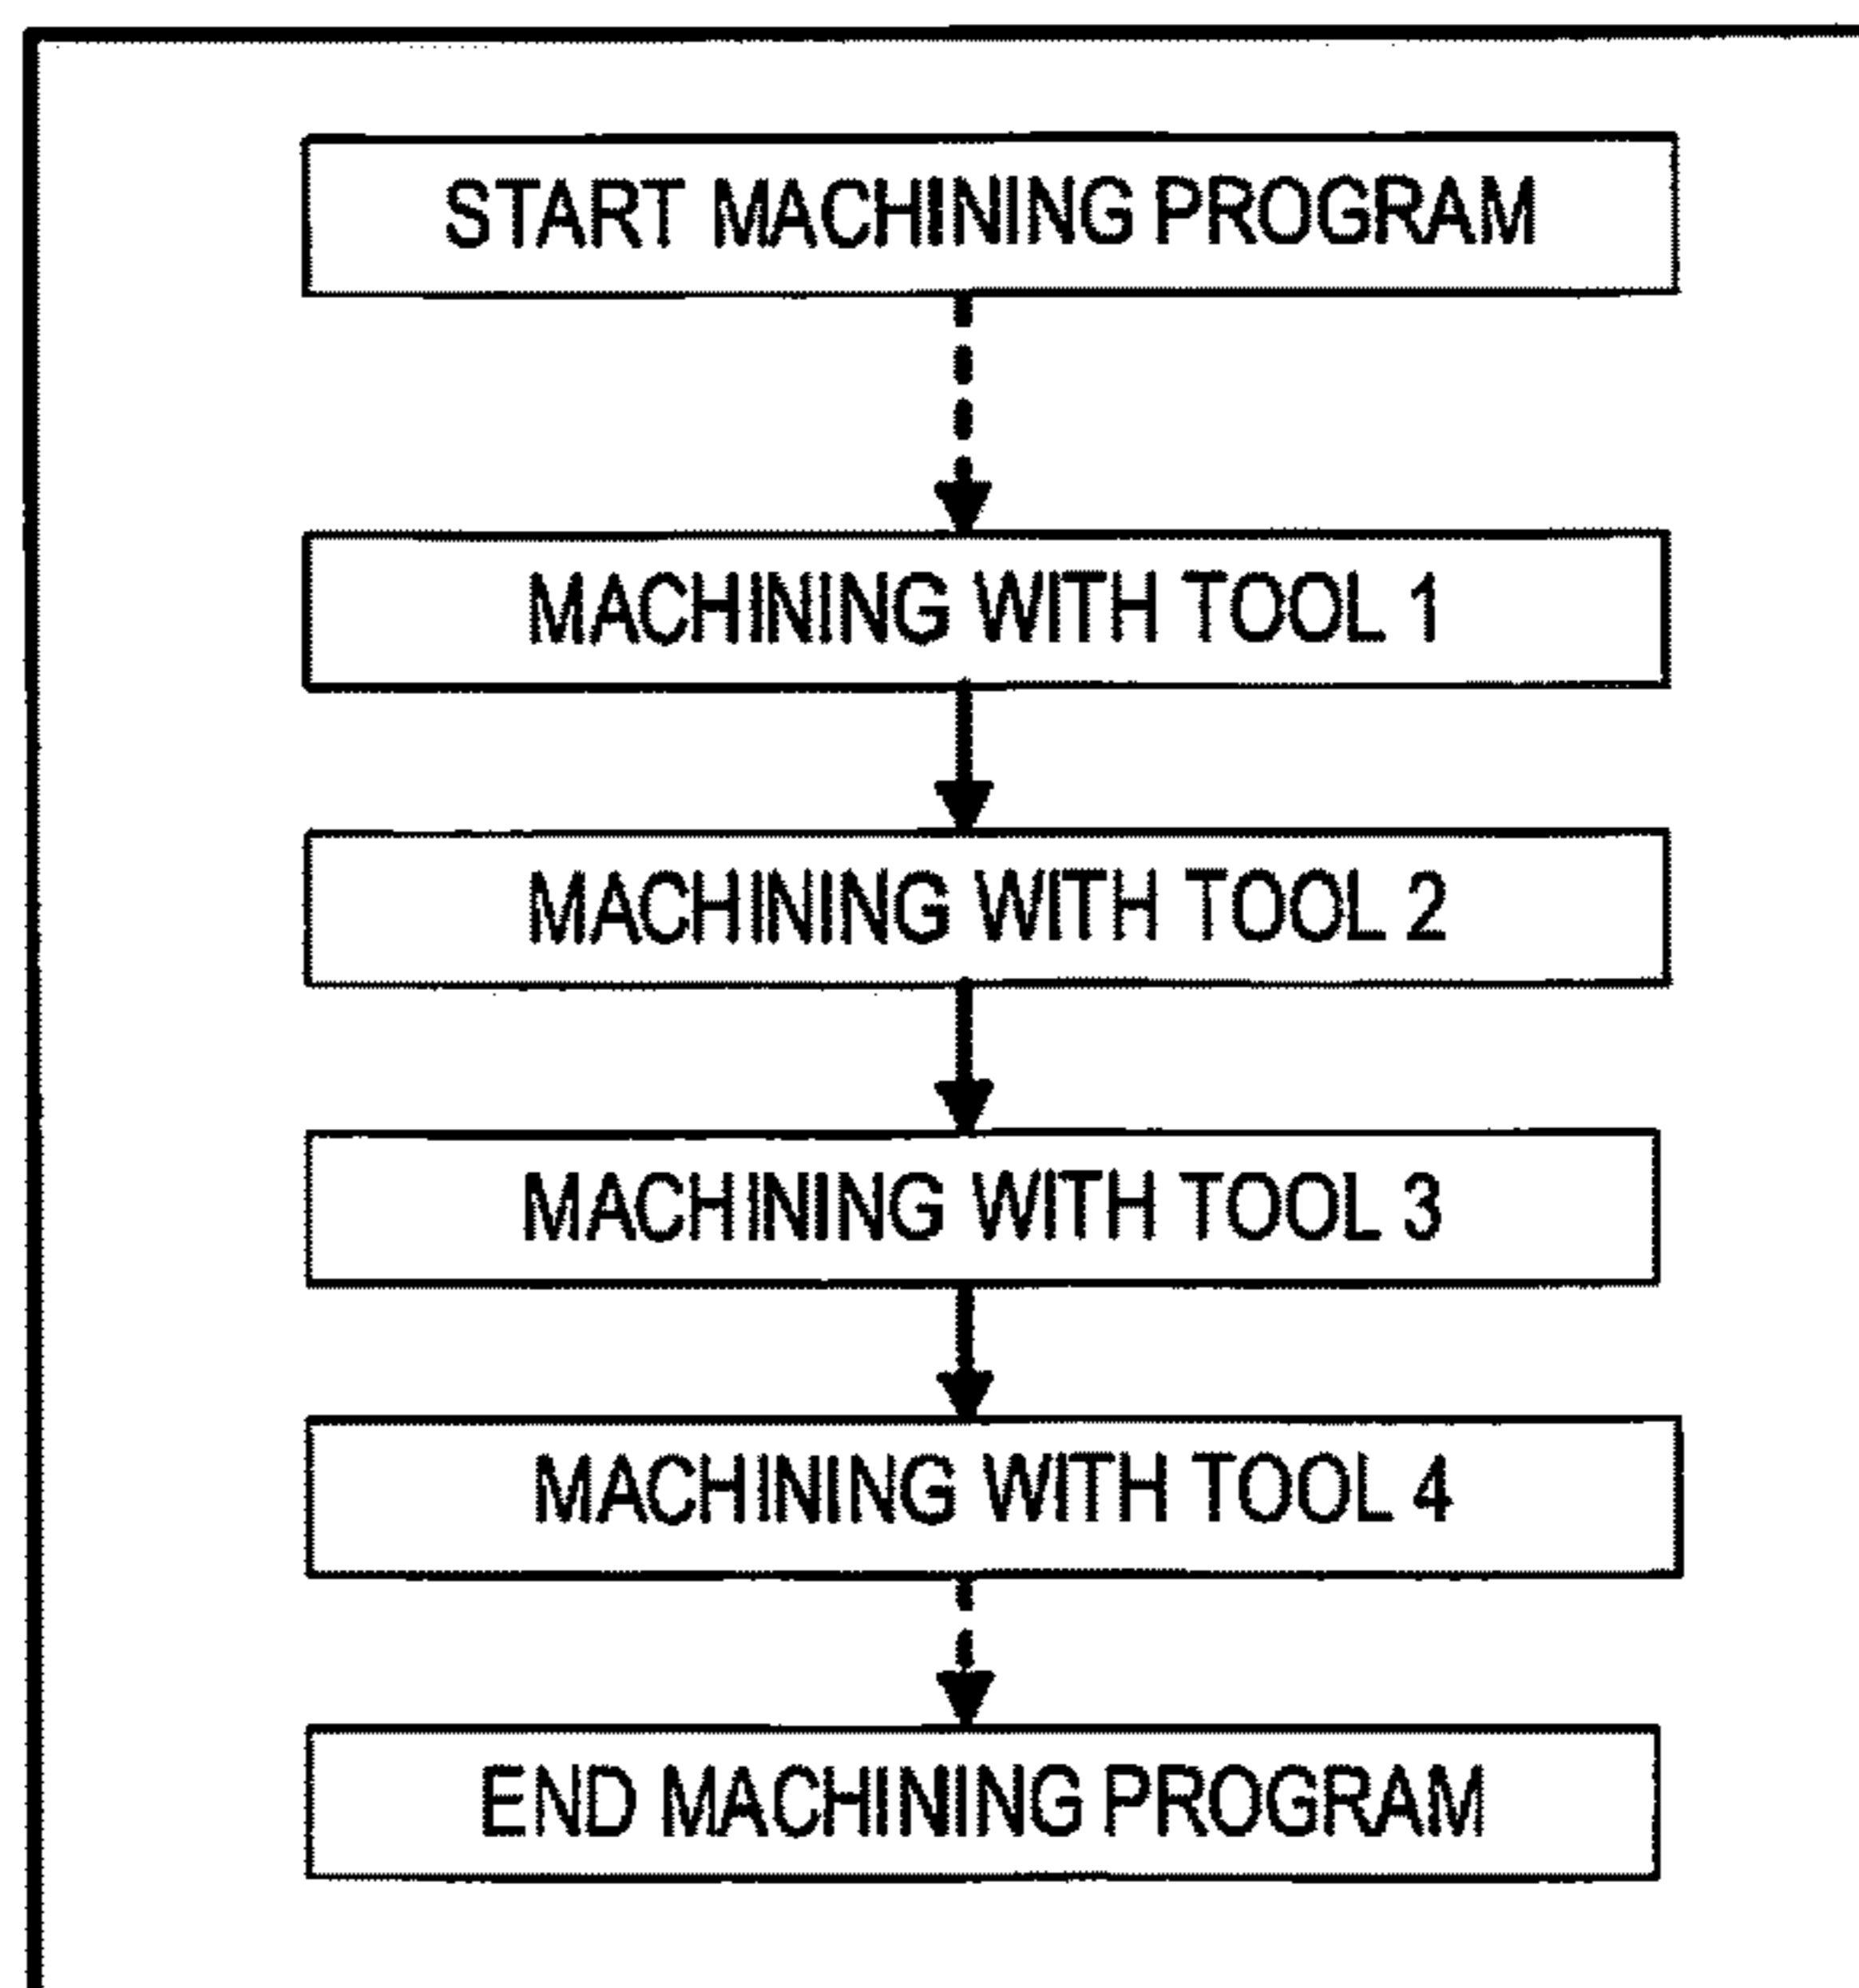 START MACHINING PROGRAM
MACHINING WITH TOOL 1
MACHINING WITH TOOL 2
MACHINING WITH TOOL 3
MACHINING WITH TOOL 4
END MACHINING PROGRAM